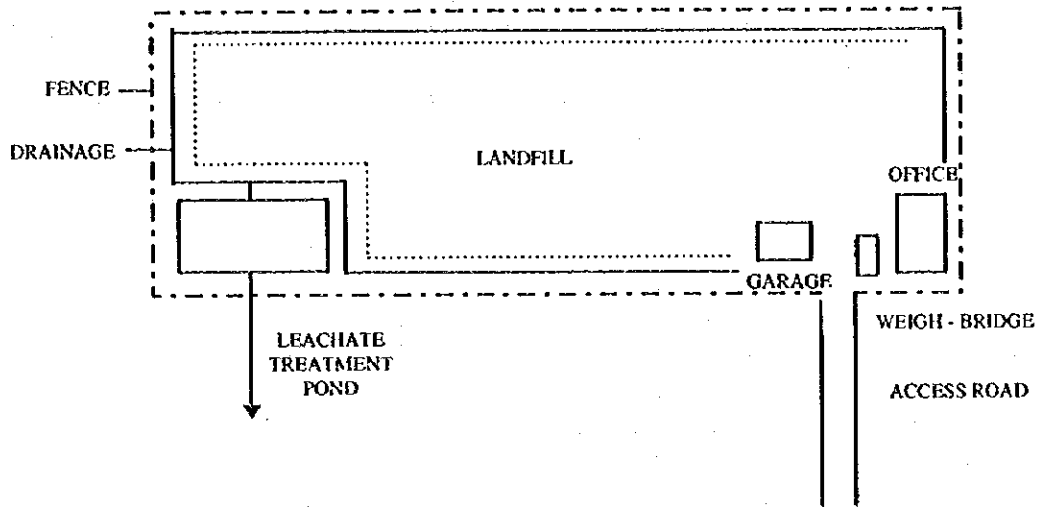 FENCE
DRAINAGE
LANDFILL
OFFICE
GARAGE
WEIGH - BRIDGE
LEACHATE
TREATMENT
POND
ACCESS ROAD